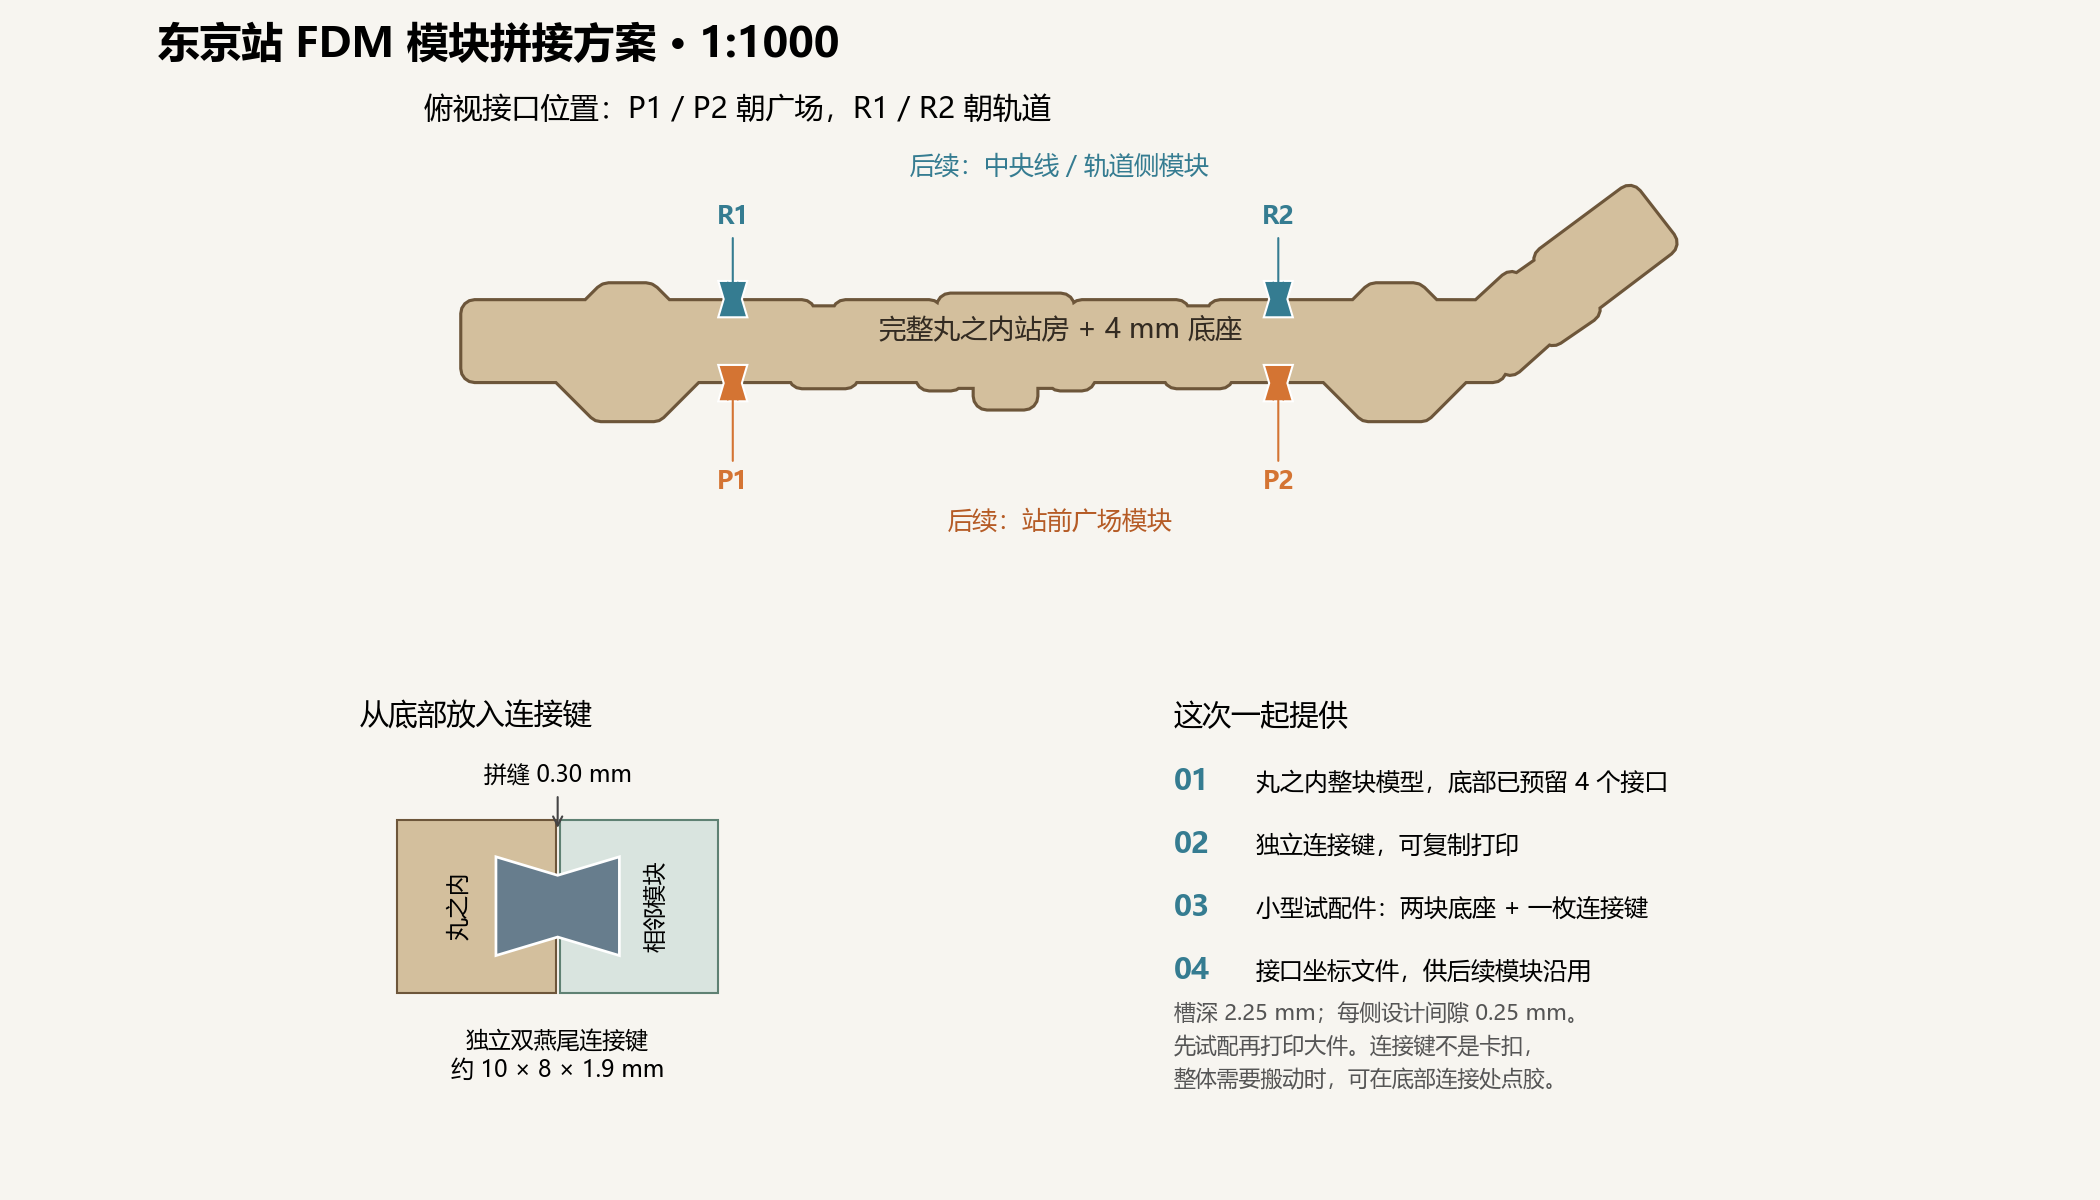 东京站 FDM 模块拼接方案 • 1:1000
俯视接口位置：P1 / P2 朝广场，R1 / R2 朝轨道
后续：中央线 / 轨道侧模块
R1
R2
完整丸之内站房 + 4 mm 底座
P1
P2
后续：站前广场模块
从底部放入连接键
拼缝 0.30 mm
丸之内
相邻模块
独立双燕尾连接键
约 10 × 8 × 1.9 mm
这次一起提供
01 丸之内整块模型，底部已预留 4 个接口
02 独立连接键，可复制打印
03 小型试配件：两块底座 + 一枚连接键
04 接口坐标文件，供后续模块沿用
槽深 2.25 mm；每侧设计间隙 0.25 mm。
先试配再打印大件。连接键不是卡扣，
整体需要搬动时，可在底部连接处点胶。